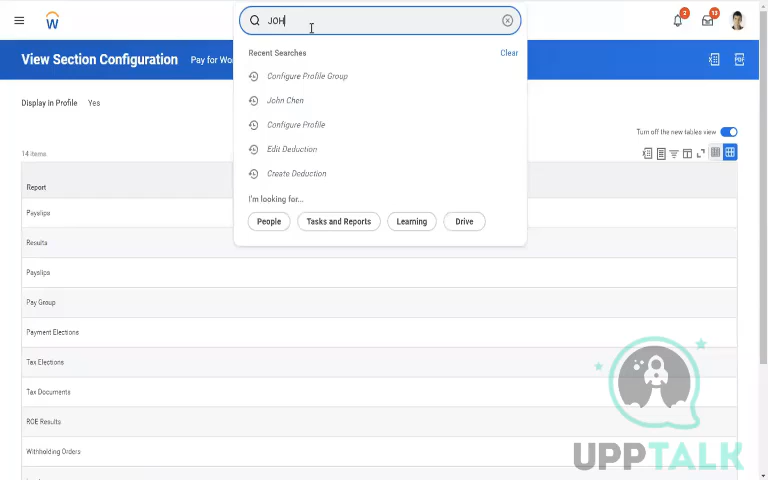 JOH
2
13
W
View Section Configuration
Pay for Wo
Recent Searches
Clear
Configure Profile Group
John Chen
Configure Profile
Edit Deduction
Create Deduction
I'm looking for...
People
Tasks and Reports
Learning
Drive
Display in Profile
Yes
Turn off the new tables view
14 items
Report
Payslips
Results
Payslips
Pay Group
Payment Elections
Tax Elections
Tax Documents
ROE Results
Withholding Orders
UPPTALK